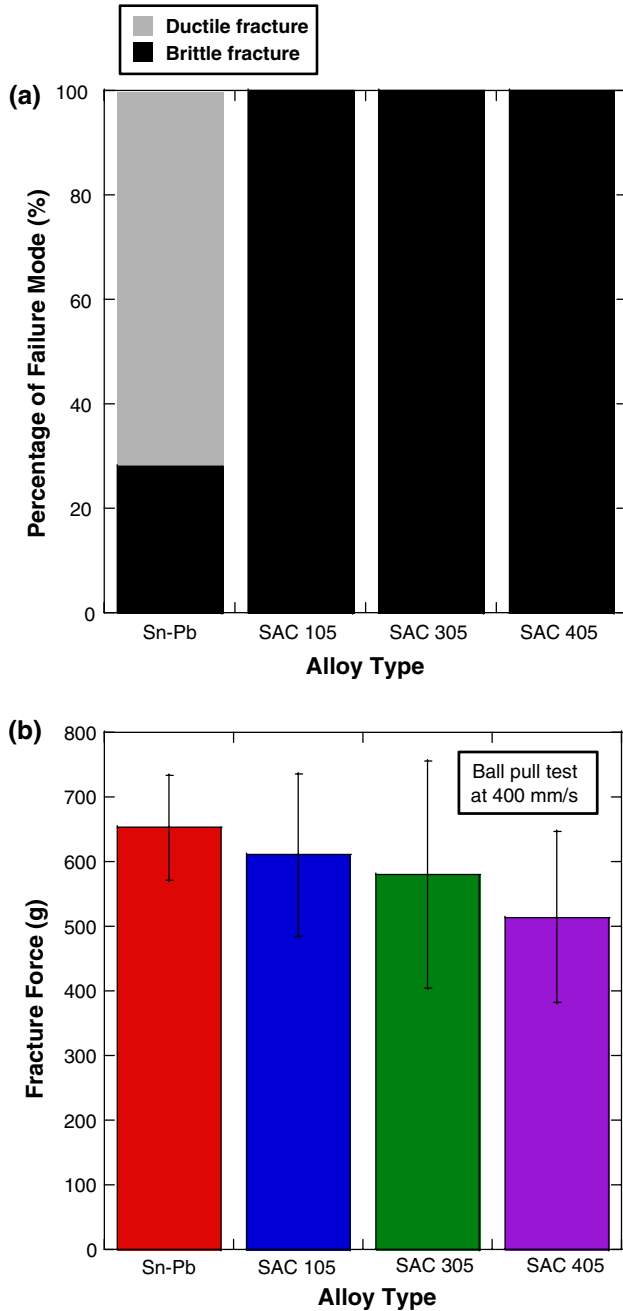 Ductile fracture
Brittle fracture
(a)
100
80
60
40
20
0
Percentage of Failure Mode (%)
Sn-Pb SAC 105 SAC 305 SAC 405
Alloy Type
(b)
800
700
600
500
400
300
200
100
0
Fracture Force (g)
Ball pull test
at 400 mm/s
Sn-Pb SAC 105 SAC 305 SAC 405
Alloy Type